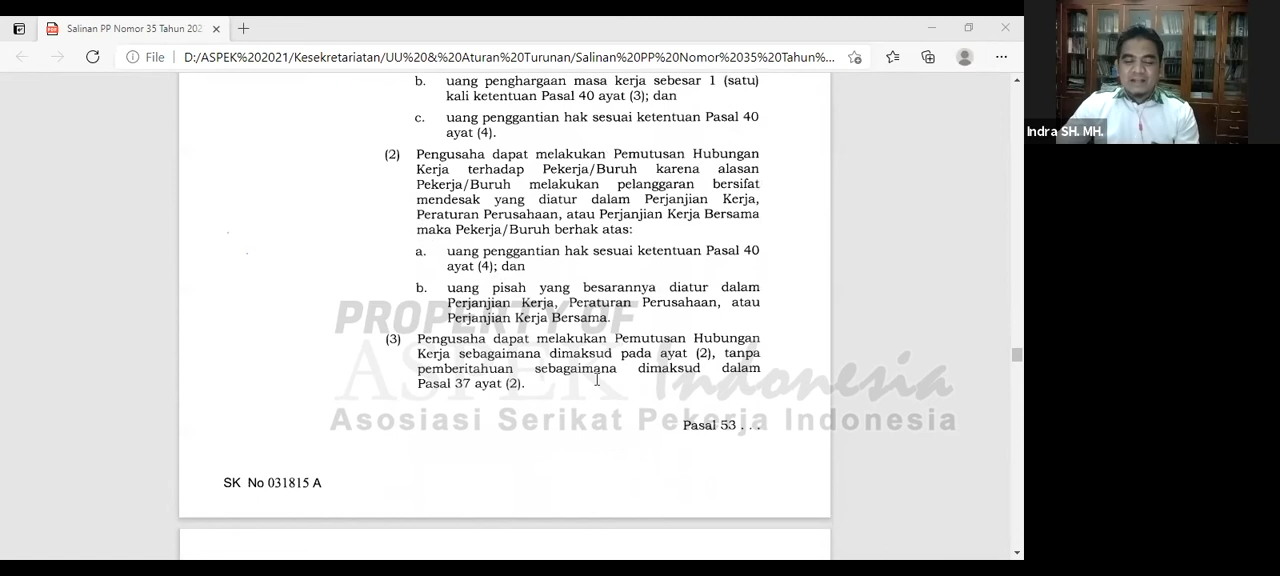 Salinan PP Nomor 35 Tahun 202
File
D:/ASPEK%202021/Kesekretariatan/UU%20&%20Aturan%20Turunan/Salinan%20PP%20Nomor%2035%20Tahun%...
b. uang penghargaan masa kerja sebesar 1 (satu)
kali ketentuan Pasal 40 ayat (3); dan
c. uang penggantian hak sesuai ketentuan Pasal 40
ayat (4).
(2) Pengusaha dapat melakukan Pemutusan Hubungan
Kerja terhadap Pekerja/Buruh karena alasan
Pekerja/Buruh melakukan pelanggaran bersifat
mendesak yang diatur dalam Perjanjian Kerja,
Peraturan Perusahaan, atau Perjanjian Kerja Bersama
maka Pekerja/Buruh berhak atas:
a. uang penggantian hak sesuai ketentuan Pasal 40
ayat (4); dan
b. uang pisah yang besarannya diatur dalam
Perjanjian Kerja, Peraturan Perusahaan, atau
Perjanjian Kerja Bersama.
(3) Pengusaha dapat melakukan Pemutusan Hubungan
Kerja sebagaimana dimaksud pada ayat (2), tanpa
pemberitahuan sebagaimana dimaksud dalam
Pasal 37 ayat (2).
Pasal 53 . . .
SK No 031815 A
PROPERTY OF
ASPEK Indonesia
Asosiasi Serikat Pekerja Indonesia
Indra SH. MH.